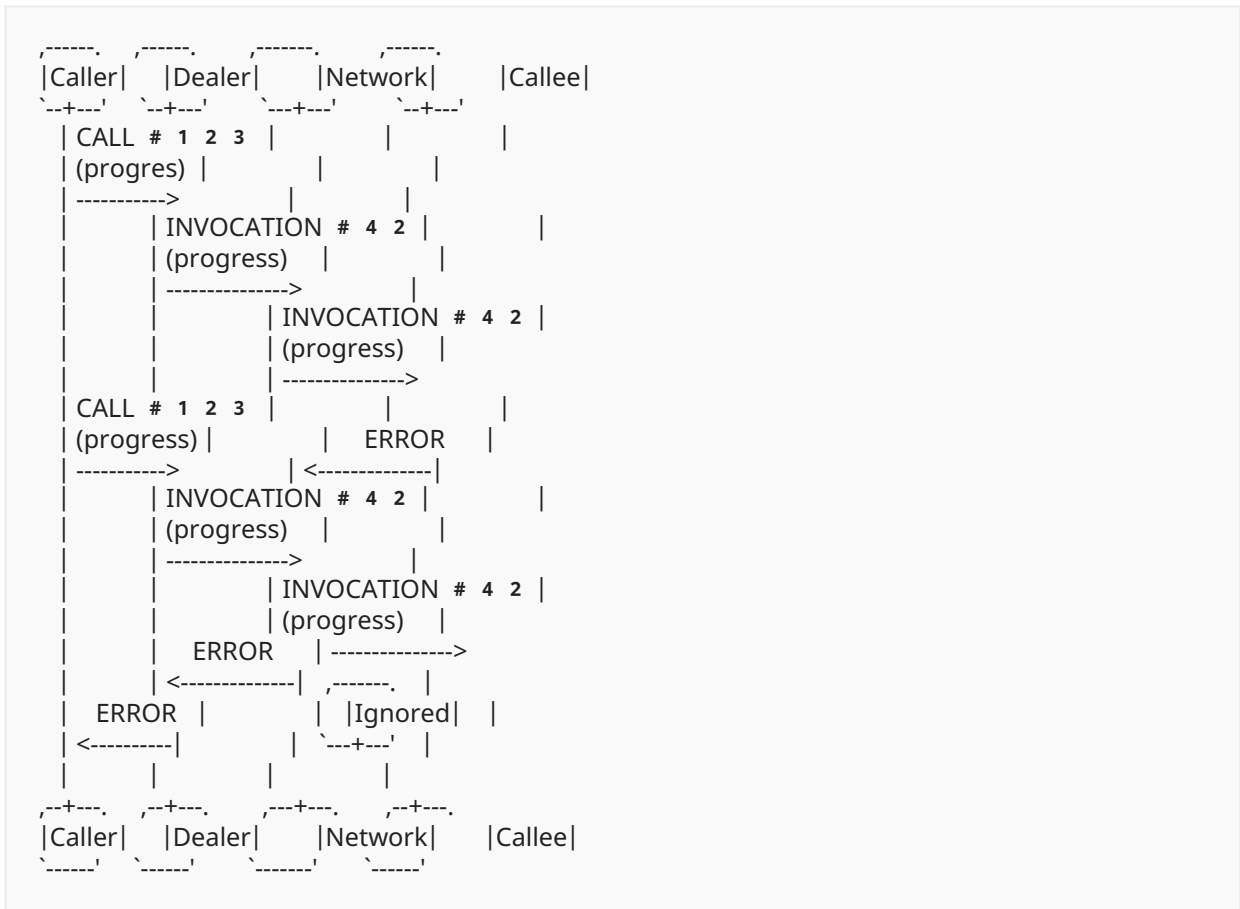 ,------.     ,------.          ,-------.           ,------.
|Caller|     |Dealer|        |Network|         |Callee|
`--+---'     `--+---'        `---+---'         `--+---'
   | CALL # 1 2 3   |                |                |
   | (progres)  |                |                |
   | ----------->                |                |
   |            | INVOCATION # 4 2  |                |
   |            | (progress)     |                |
   |            | --------------->                |
   |            |                | INVOCATION # 4 2  |
   |            |                | (progress)     |
   |            |                | --------------->
   | CALL # 1 2 3   |                |                |
   | (progress) |                |     ERROR      |
   | ----------->                | <--------------|
   |            | INVOCATION # 4 2  |                |
   |            | (progress)     |                |
   |            | --------------->                |
   |            |                | INVOCATION # 4 2  |
   |            |                | (progress)     |
   |            |     ERROR      | --------------->
   |            | <--------------|   ,-------.    |
   |    ERROR   |                |   |Ignored|    |
   | <----------|                |   `---+---'    |
   |            |                |                |
,--+---.     ,--+---.        ,---+---.       ,--+---.
|Caller|     |Dealer|        |Network|       |Callee|
`------'     `------'        `-------'       `------'